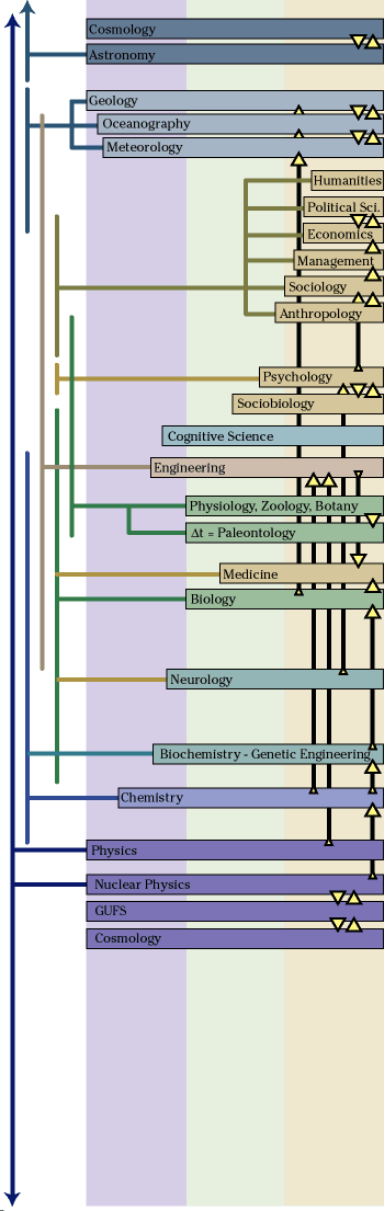 Cosmology
Astronomy
Geology
Oceanography
Meteorology
Humanities
Political Sci.
Economics
Management
Sociology
Anthropology
Psychology
Sociobiology
Cognitive Science
Engineering
Physiology, Zoology, Botany
Δt = Paleontology
Medicine
Biology
Neurology
Biochemistry - Genetic Engineering
Chemistry
Physics
Nuclear Physics
GUFS
Cosmology